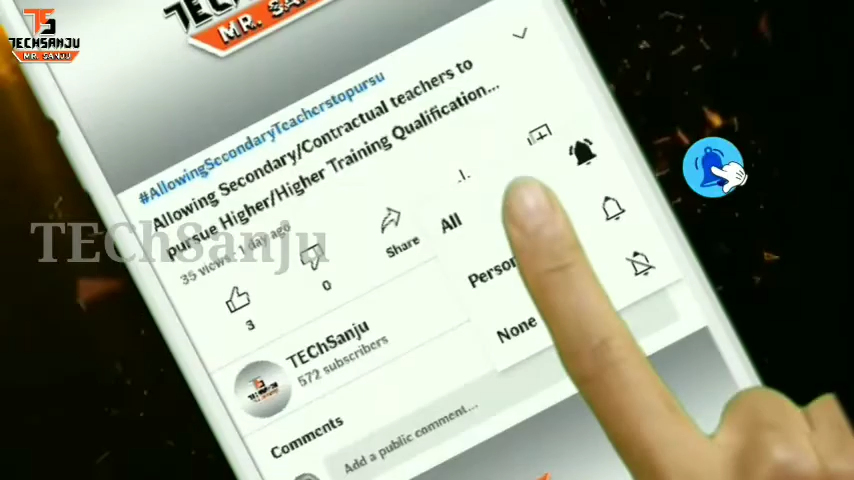 TECHSANJU
MR. SANJU
MR. SAN
#AllowingSecondaryTeacherstopursu
Allowing Secondary/Contractual teachers to
pursue Higher/Higher Training Qualification...
35 views · 1 day ago
TEChSanju
3
0
Share
All
Person
None
TEChSanju
572 subscribers
Comments
Add a public comment...